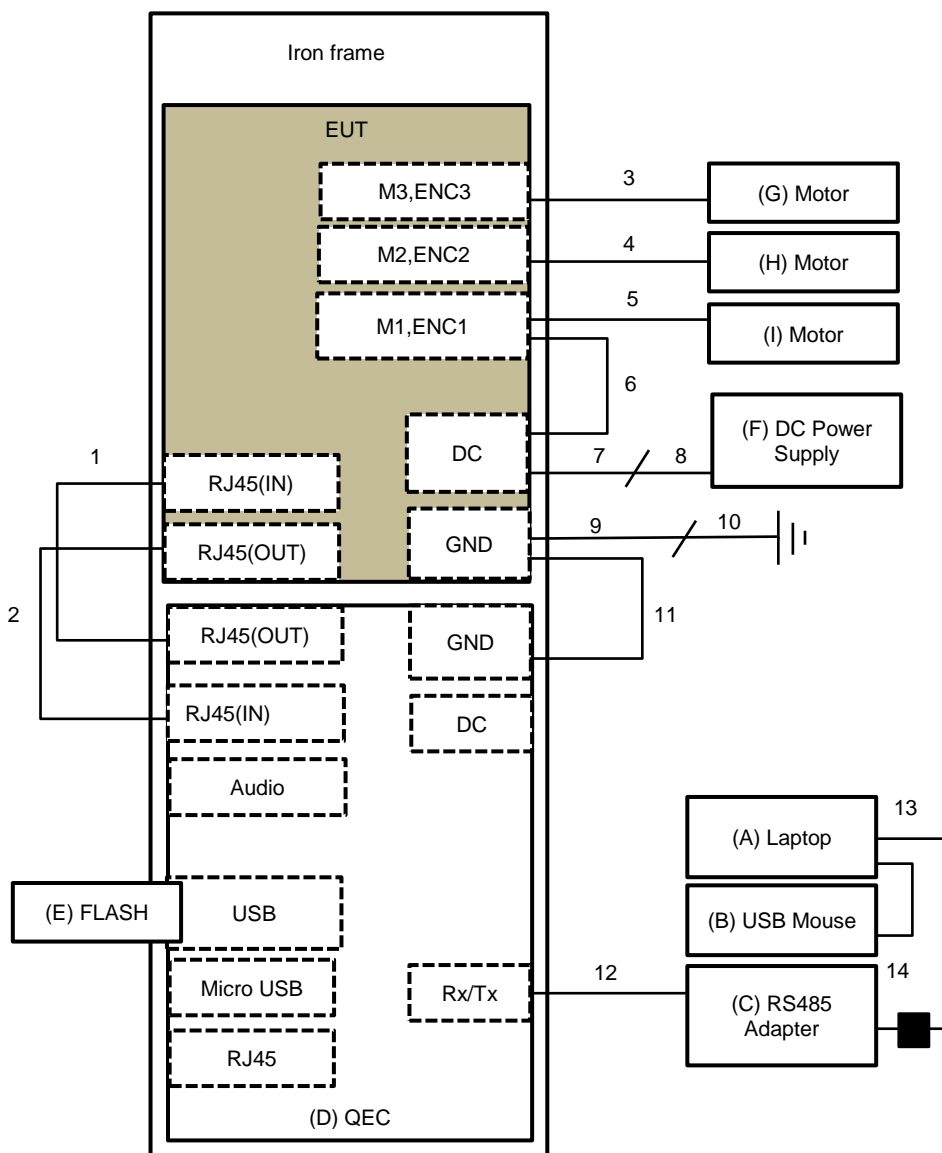 Iron frame
EUT
M3,ENC3
3
(G) Motor
M2,ENC2
4
(H) Motor
M1,ENC1
5
(I) Motor
6
DC
7
8
(F) DC Power
Supply
1
RJ45(IN)
GND
9
10
RJ45(OUT)
2
11
RJ45(OUT)
GND
RJ45(IN)
DC
Audio
13
(A) Laptop
(E) FLASH
USB
(B) USB Mouse
Micro USB
Rx/Tx
12
14
(C) RS485
Adapter
RJ45
(D) QEC